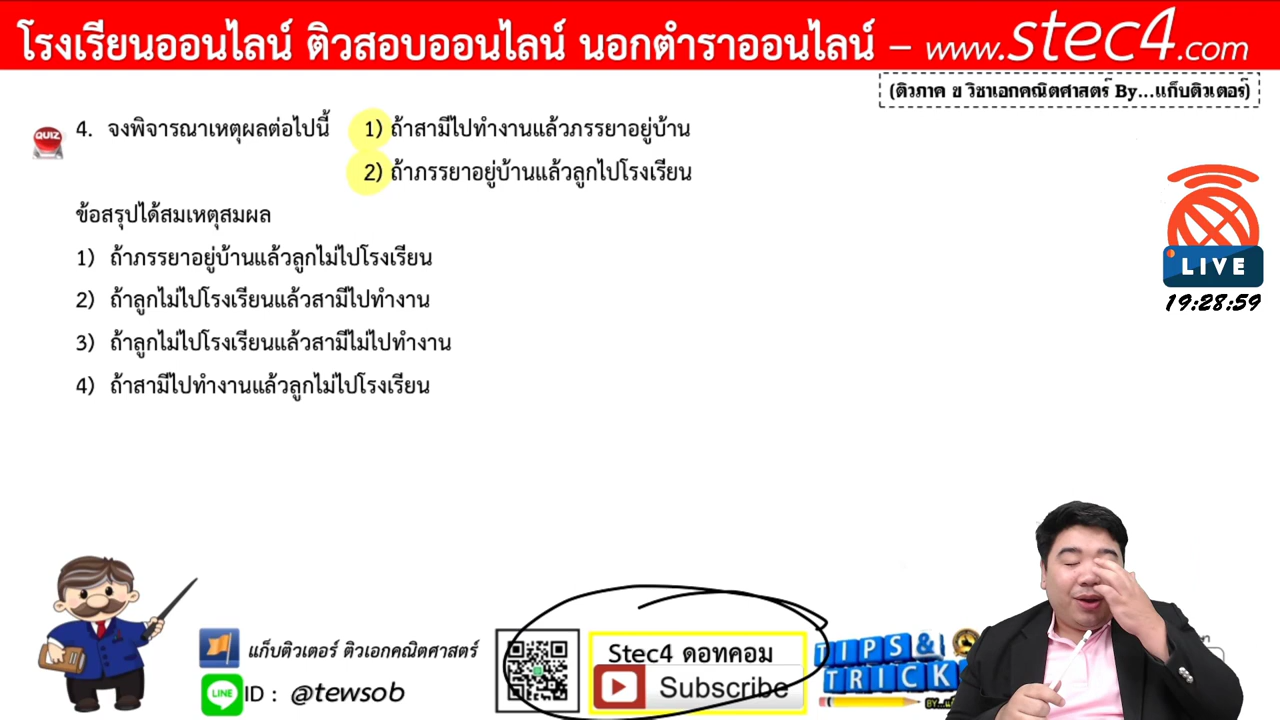 โรงเรียนออนไลน์ ติวสอบออนไลน์ นอกตำราออนไลน์ – www.stec4.com
(ติวภาค ข วิชาเอกคณิตศาสตร์ By...แก็บติวเตอร์)
QUIZ
4. จงพิจารณาเหตุผลต่อไปนี้ 1) ถ้าสามีไปทำงานแล้วภรรยาอยู่บ้าน
2) ถ้าภรรยาอยู่บ้านแล้วลูกไปโรงเรียน
ข้อสรุปได้สมเหตุสมผล
1) ถ้าภรรยาอยู่บ้านแล้วลูกไม่ไปโรงเรียน
2) ถ้าลูกไม่ไปโรงเรียนแล้วสามีไปทำงาน
3) ถ้าลูกไม่ไปโรงเรียนแล้วสามีไม่ไปทำงาน
4) ถ้าสามีไปทำงานแล้วลูกไม่ไปโรงเรียน
LIVE
19:28:59
แก็บติวเตอร์ ติวเอกคณิตศาสตร์
LINE ID : @tewsob
Stec4 ดอทคอม
Subscribe
TIPS &
TRICK